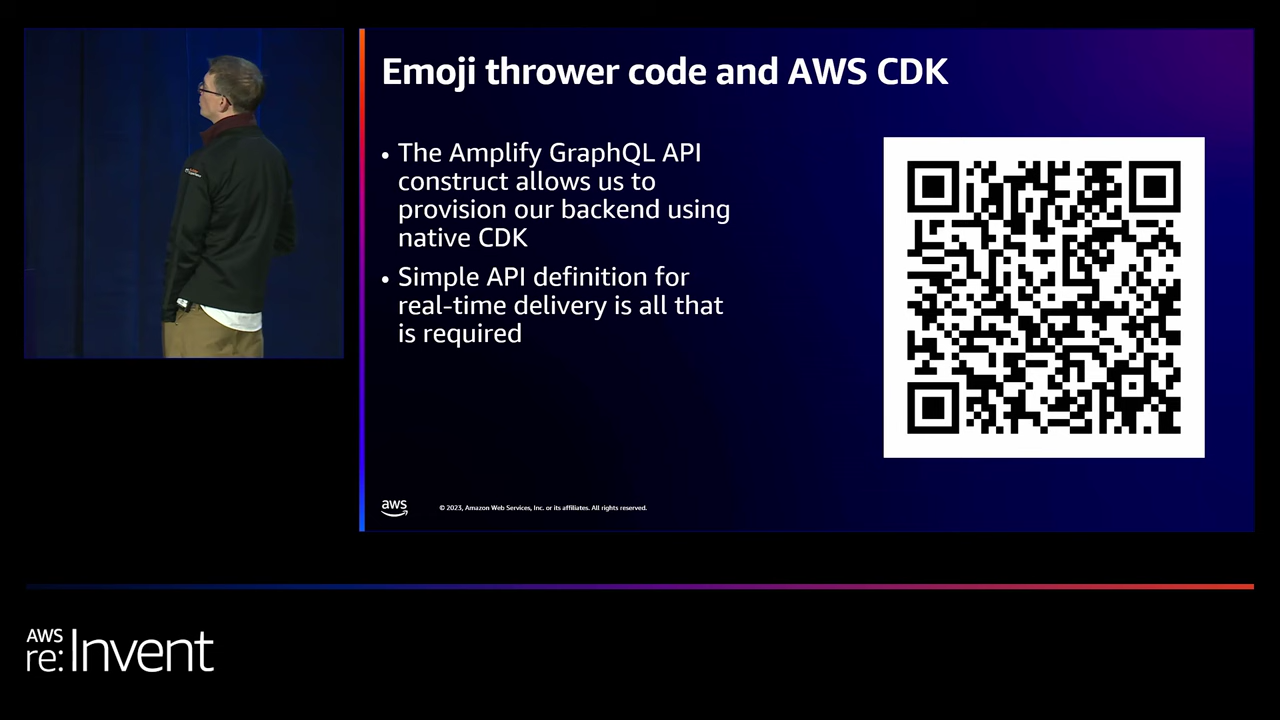 Emoji thrower code and AWS CDK
• The Amplify GraphQL API
construct allows us to
provision our backend using
native CDK
• Simple API definition for
real-time delivery is all that
is required
aws
© 2023, Amazon Web Services, Inc. or its affiliates. All rights reserved.
AWS
re:Invent